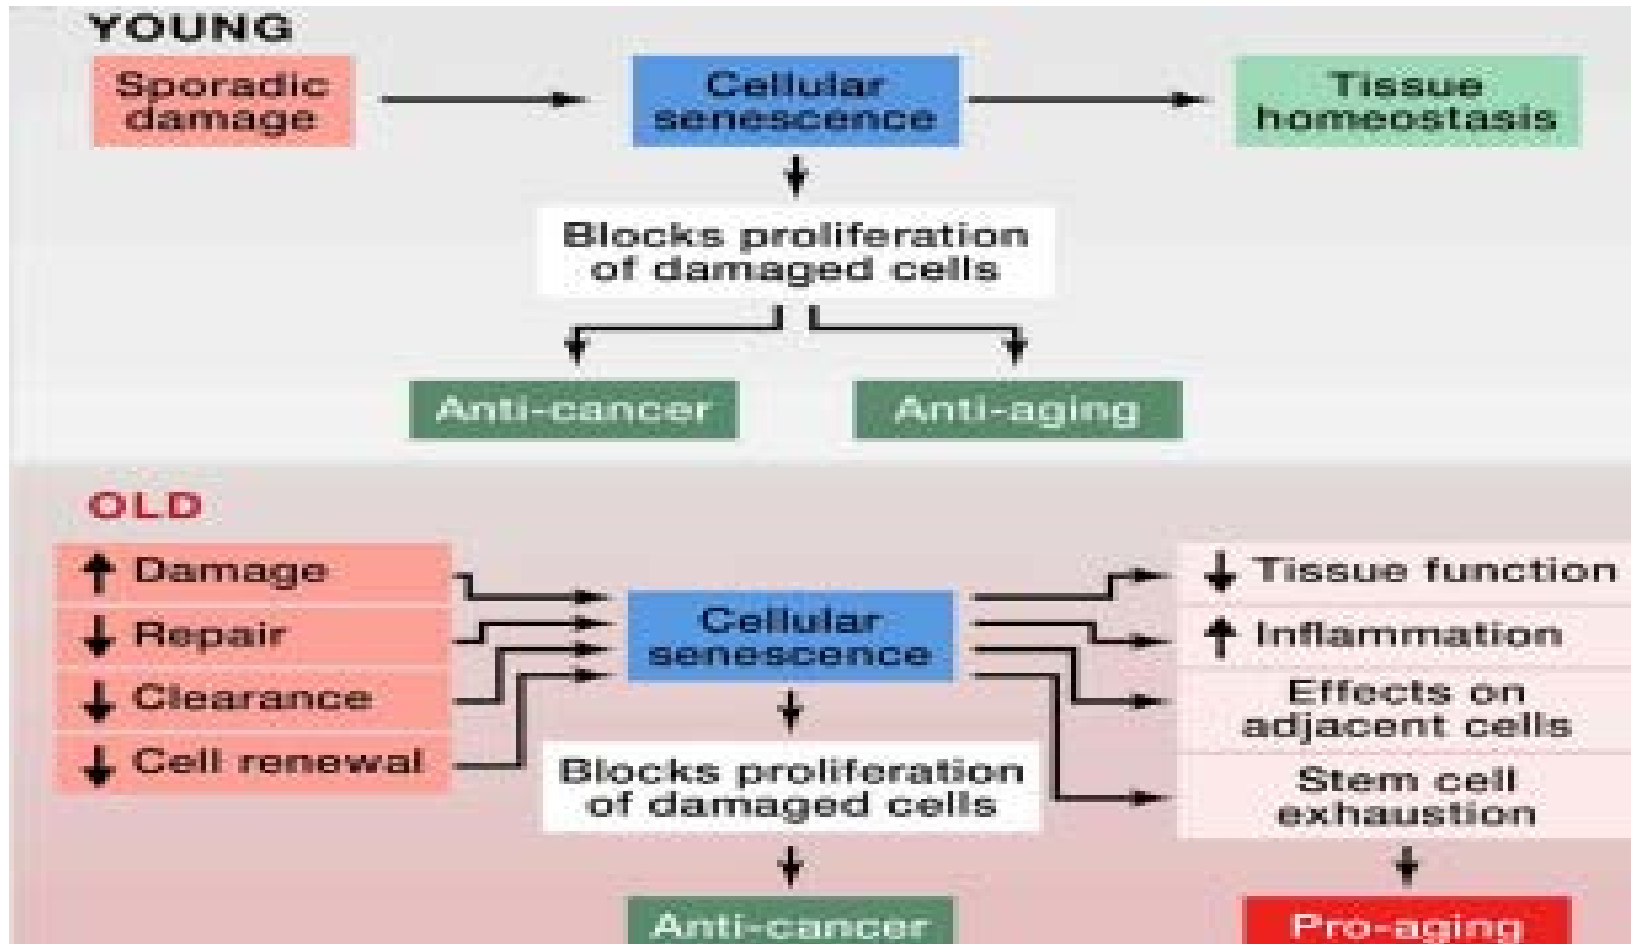 YOUNG
Sporadic
damage
Cellular
senescence
Tissue
homeostasis
Blocks proliferation
of damaged cells
Anti-cancer
Anti-aging
OLD
↑ Damage
↓ Repair
↓ Clearance
↓ Cell renewal
Cellular
senescence
Blocks proliferation
of damaged cells
Anti-cancer
↓ Tissue function
↑ Inflammation
Effects on
adjacent cells
Stem cell
exhaustion
Pro-aging